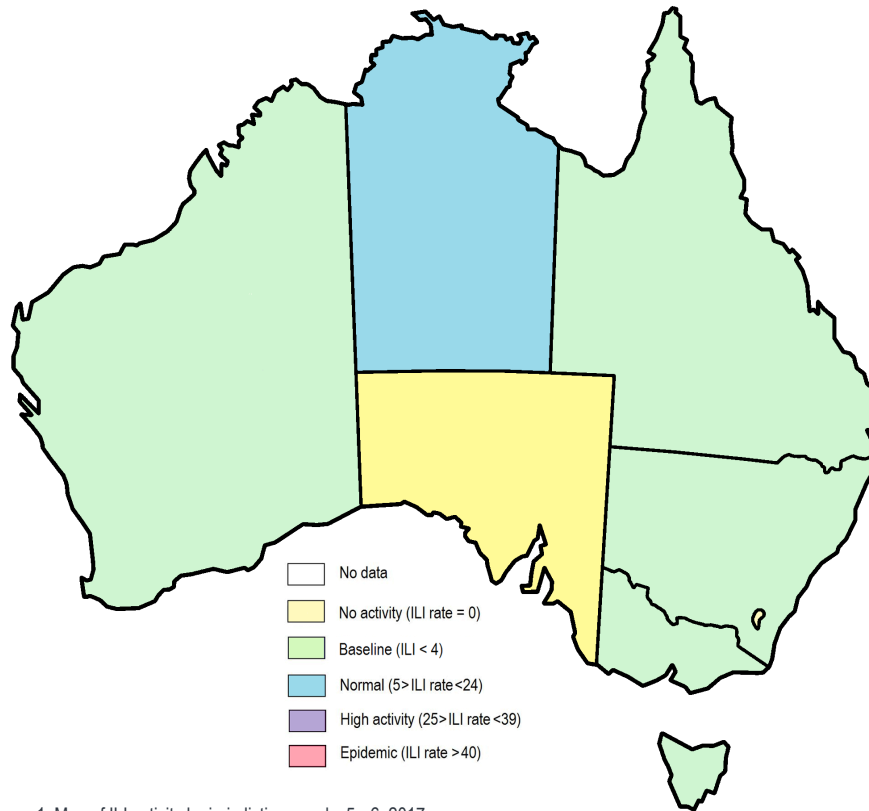 No data
No activity (ILI rate = 0)
Baseline (ILI < 4)
Normal (5>ILI rate<24)
High activity (25>ILI rate<39)
Epidemic (ILI rate >40)